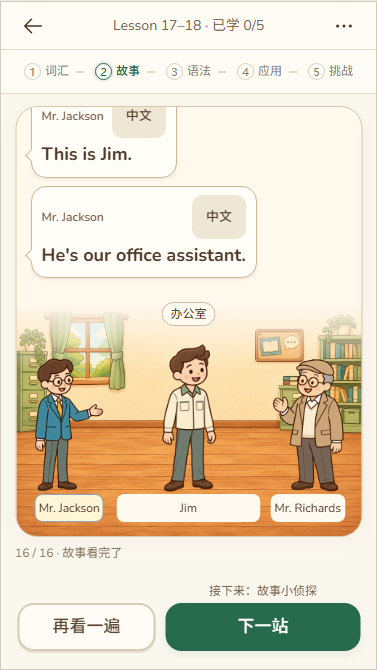 Lesson 17–18 · 已学 0/5
1 词汇 – 2 故事 – 3 语法 – 4 应用 – 5 挑战
Mr. Jackson 中文
This is Jim.
Mr. Jackson 中文
He's our office assistant.
办公室
Mr. Jackson Jim Mr. Richards
16 / 16 · 故事看完了
接下来：故事小侦探
再看一遍 下一站